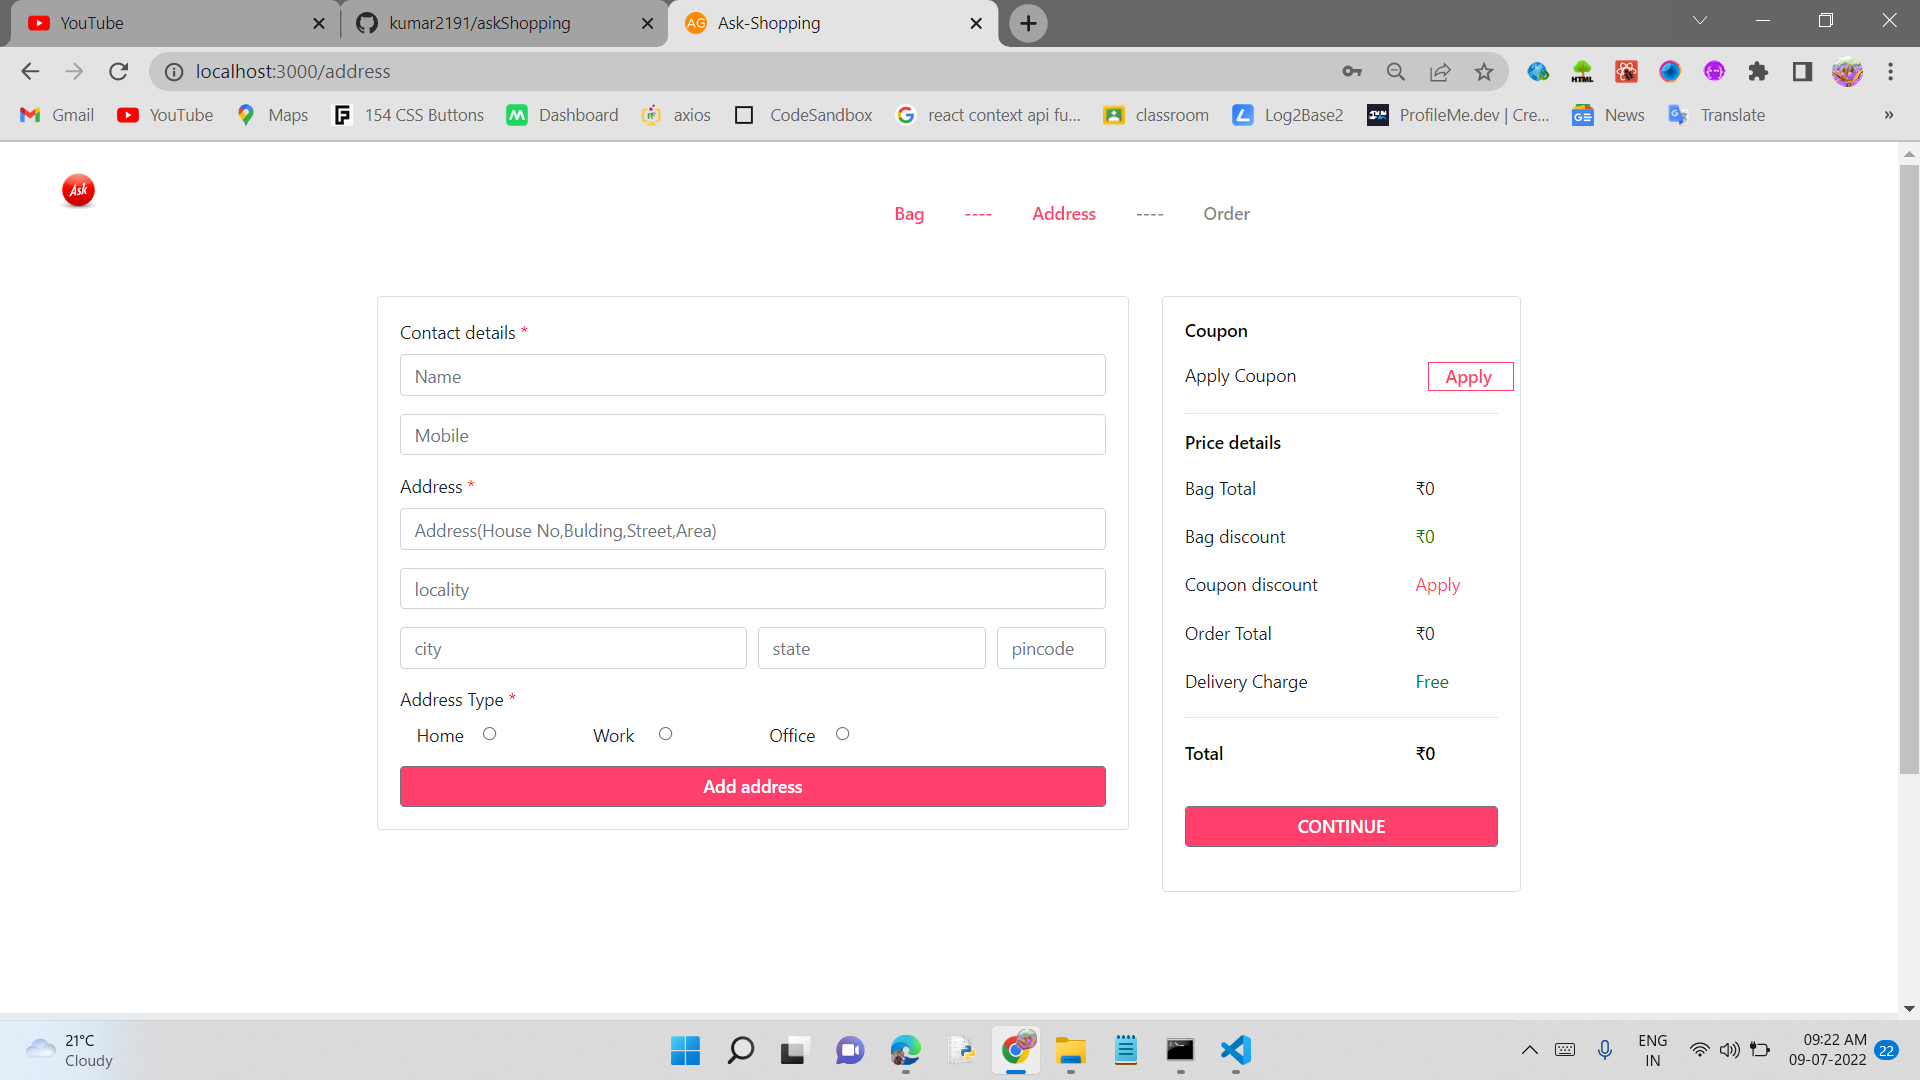 YouTube
kumar2191/askShopping
Ask-Shopping
localhost:3000/address
Gmail YouTube Maps 154 CSS Buttons Dashboard axios CodeSandbox react context api fu... classroom Log2Base2 ProfileMe.dev | Cre... News Translate »
Ask
Bag ---- Address ---- Order
Contact details *
Name
Mobile
Address *
Address(House No,Bulding,Street,Area)
locality
city state pincode
Address Type *
Home Work Office
Add address
Coupon
Apply Coupon Apply
Price details
Bag Total ₹0
Bag discount ₹0
Coupon discount Apply
Order Total ₹0
Delivery Charge Free
Total ₹0
CONTINUE
21°C
Cloudy
ENG
IN
09:22 AM
09-07-2022
22